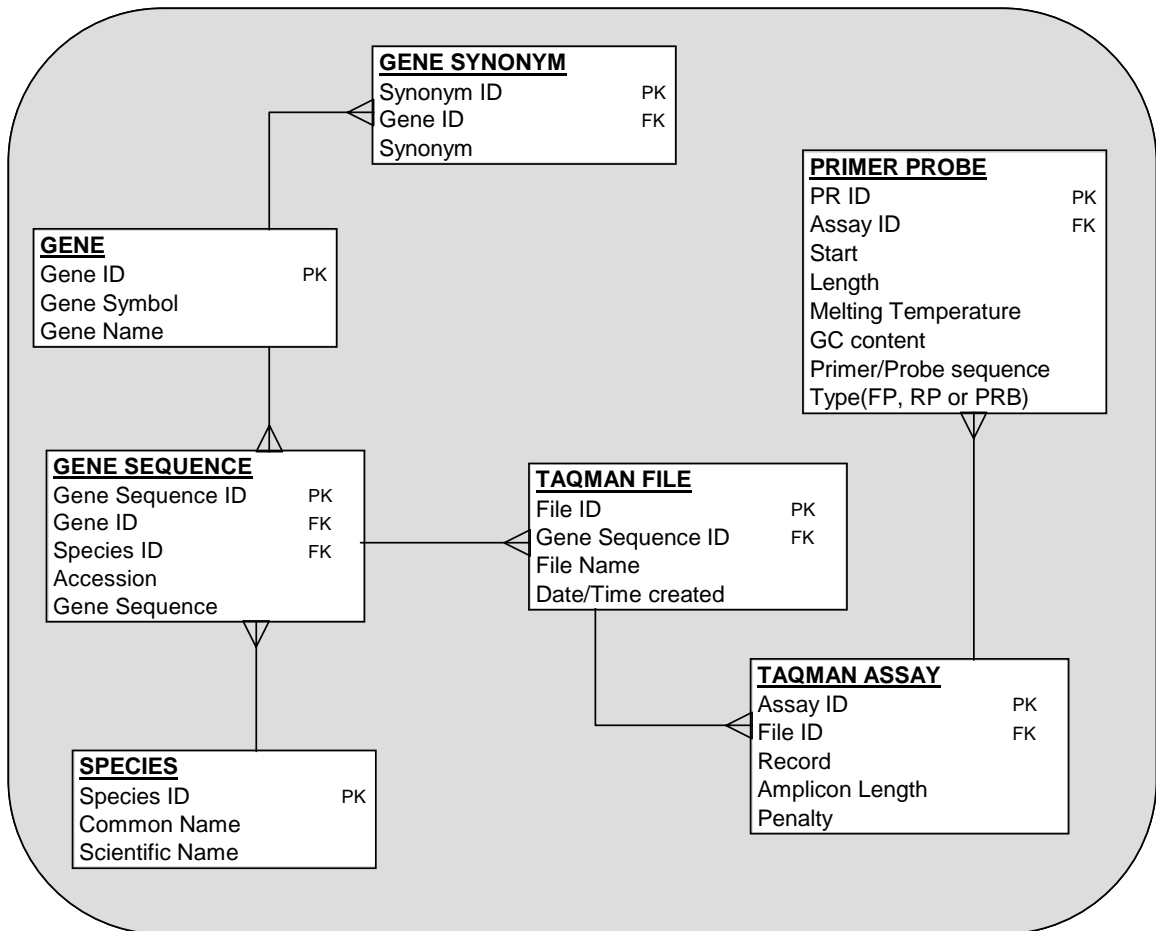 GENE SYNONYM
Synonym ID PK
Gene ID FK
Synonym
PRIMER PROBE
PR ID PK
Assay ID FK
Start
Length
Melting Temperature
GC content
Primer/Probe sequence
Type(FP, RP or PRB)
GENE
Gene ID PK
Gene Symbol
Gene Name
GENE SEQUENCE
Gene Sequence ID PK
Gene ID FK
Species ID FK
Accession
Gene Sequence
TAQMAN FILE
File ID PK
Gene Sequence ID FK
File Name
Date/Time created
TAQMAN ASSAY
Assay ID PK
File ID FK
Record
Amplicon Length
Penalty
SPECIES
Species ID PK
Common Name
Scientific Name